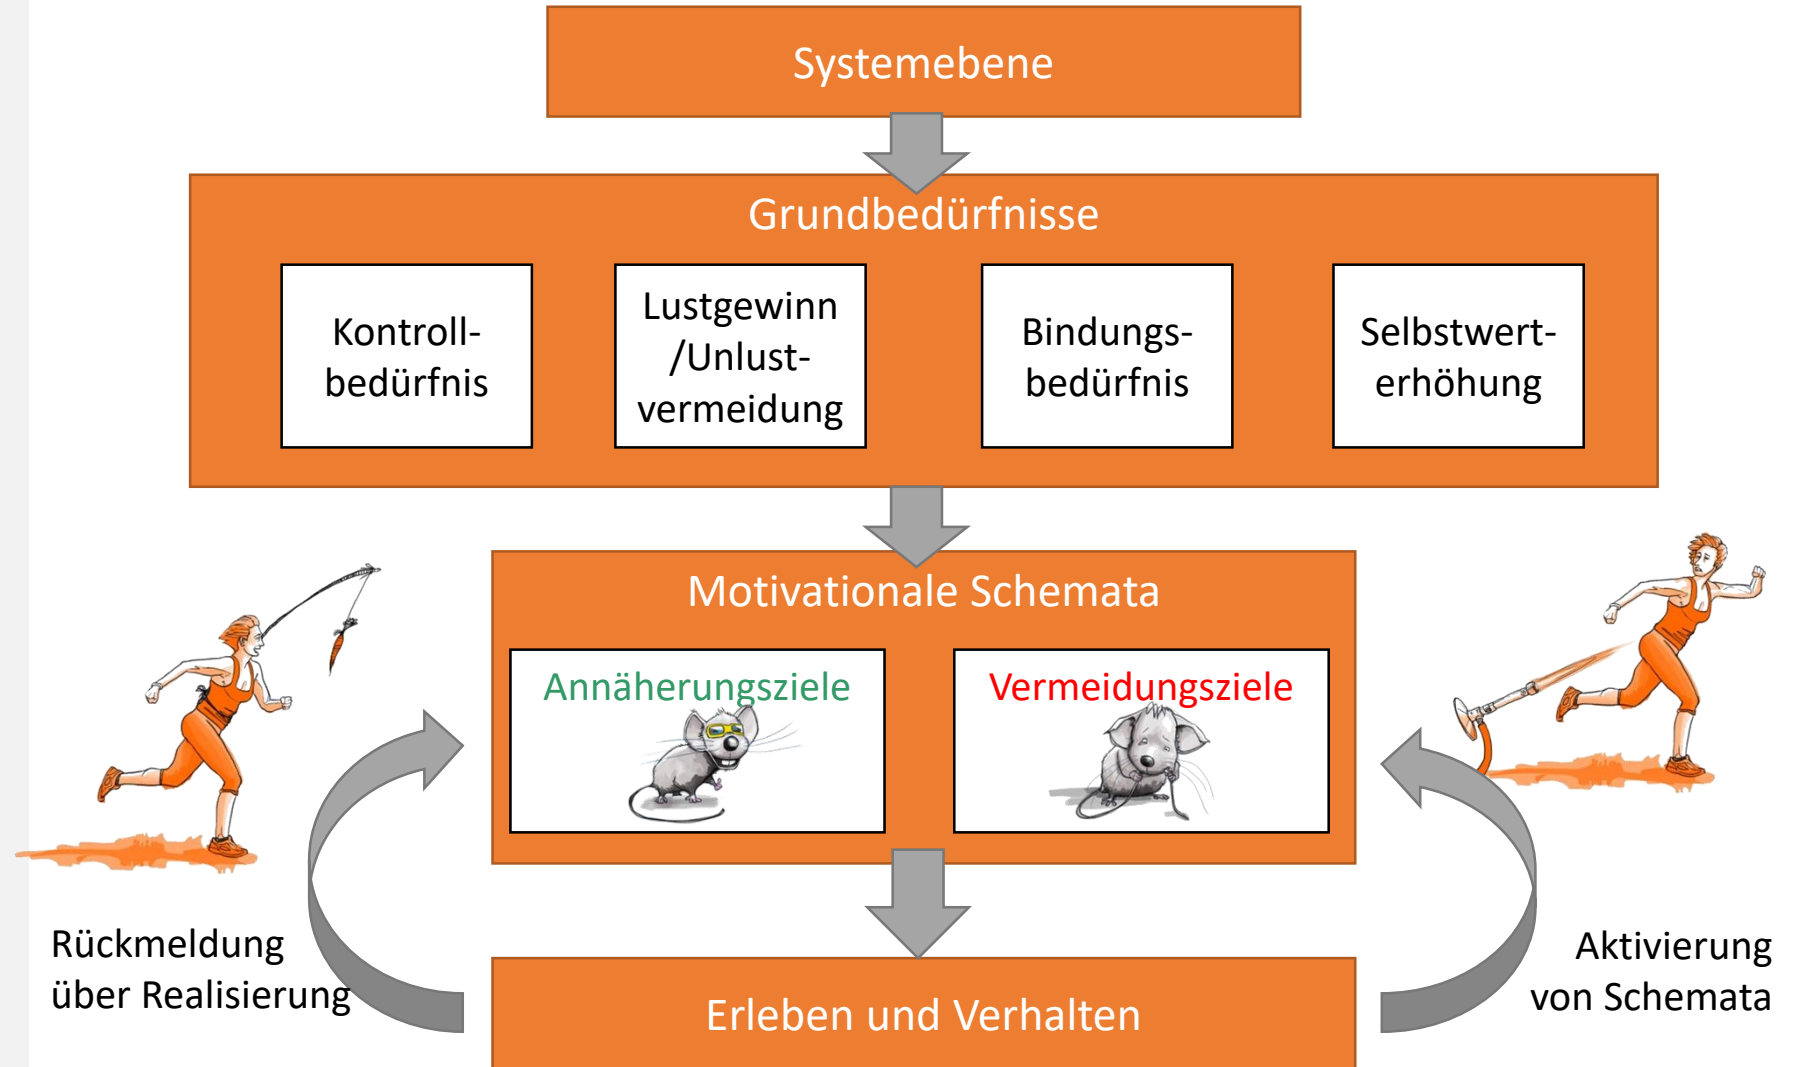 Systemebene
Grundbedürfnisse
Kontroll-
bedürfnis
Lustgewinn
/Unlust-
vermeidung
Bindungs-
bedürfnis
Selbstwert-
erhöhung
Motivationale Schemata
Annäherungsziele
Vermeidungsziele
Rückmeldung
über Realisierung
Aktivierung
von Schemata
Erleben und Verhalten